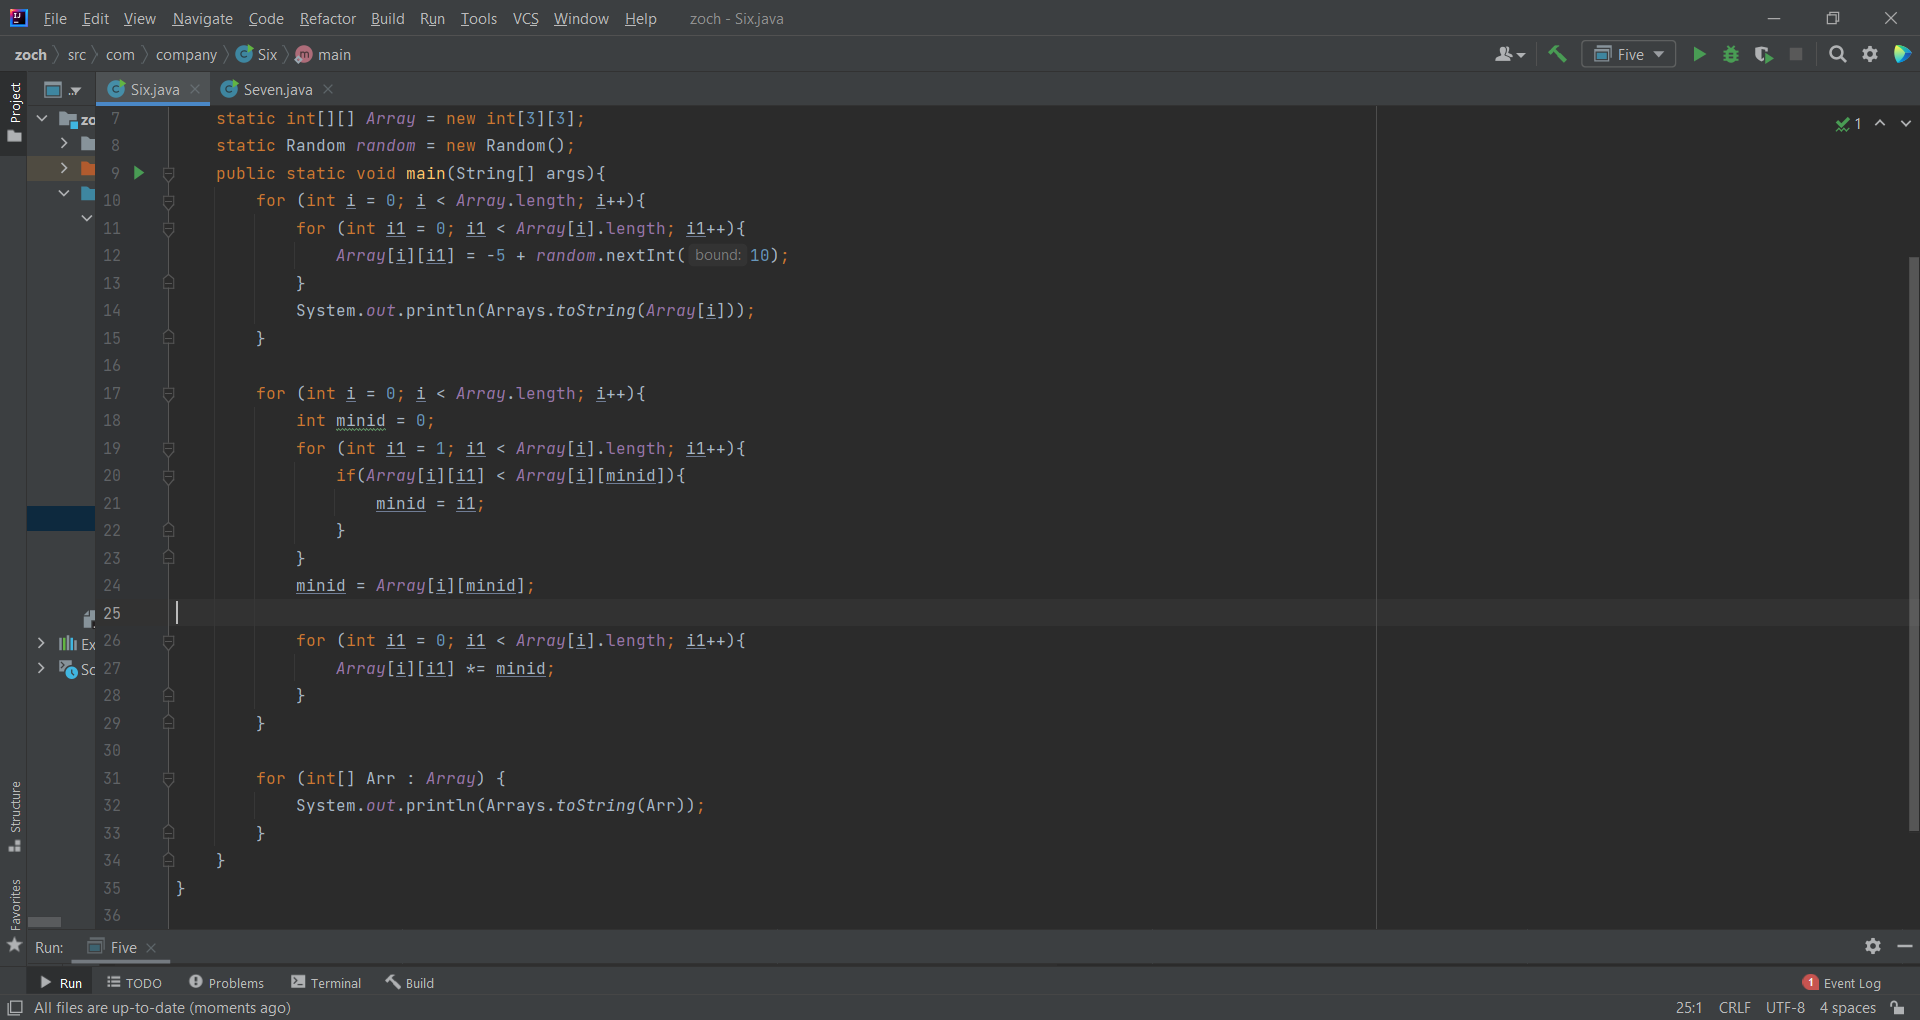 File Edit View Navigate Code Refactor Build Run Tools VCS Window Help zoch - Six.java
zoch src com company Six main Five
Project Six.java Seven.java
zo
7 static int[][] Array = new int[3][3];
1
8 static Random random = new Random();
9 public static void main(String[] args){
10 for (int i = 0; i < Array.length; i++){
11 for (int i1 = 0; i1 < Array[i].length; i1++){
12 Array[i][i1] = -5 + random.nextInt( bound: 10);
13 }
14 System.out.println(Arrays.toString(Array[i]));
15 }
16
17 for (int i = 0; i < Array.length; i++){
18 int minid = 0;
19 for (int i1 = 1; i1 < Array[i].length; i1++){
20 if(Array[i][i1] < Array[i][minid]){
21 minid = i1;
22 }
23 }
24 minid = Array[i][minid];
25
26 for (int i1 = 0; i1 < Array[i].length; i1++){
Ex
27 Array[i][i1] *= minid;
Sc
28 }
29 }
30
31 for (int[] Arr : Array) {
32 System.out.println(Arrays.toString(Arr));
33 }
34 }
35 }
36
Structure
Favorites
Run: Five
Run TODO Problems Terminal Build 1 Event Log
All files are up-to-date (moments ago) 25:1 CRLF UTF-8 4 spaces